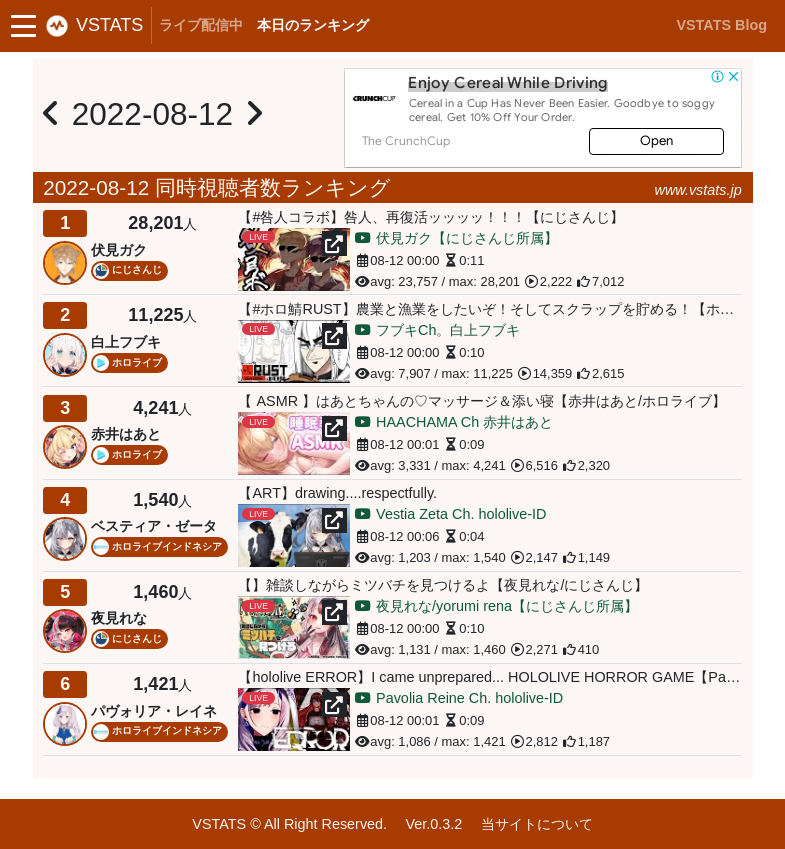 VSTATS ライブ配信中 本日のランキング VSTATS Blog
2022-08-12
CRUNCHCUP
Enjoy Cereal While Driving
Cereal in a Cup Has Never Been Easier. Goodbye to soggy
cereal. Get 10% Off Your Order.
The CrunchCup
Open
2022-08-12 同時視聴者数ランキング www.vstats.jp
1 28,201人
伏見ガク
にじさんじ
【#咎人コラボ】咎人、再復活ッッッッ！！！【にじさんじ】
LIVE
伏見ガク【にじさんじ所属】
08-12 00:00 0:11
avg: 23,757 / max: 28,201 2,222 7,012
2 11,225人
白上フブキ
ホロライブ
【#ホロ鯖RUST】農業と漁業をしたいぞ！そしてスクラップを貯める！【ホ…
LIVE
RUST
フブキCh。白上フブキ
08-12 00:00 0:10
avg: 7,907 / max: 11,225 14,359 2,615
3 4,241人
赤井はあと
ホロライブ
【 ASMR 】はあとちゃんの♡マッサージ＆添い寝【赤井はあと/ホロライブ】
LIVE
ASMR
HAACHAMA Ch 赤井はあと
08-12 00:01 0:09
avg: 3,331 / max: 4,241 6,516 2,320
4 1,540人
ベスティア・ゼータ
ホロライブインドネシア
【ART】drawing....respectfully.
LIVE
Vestia Zeta Ch. hololive-ID
08-12 00:06 0:04
avg: 1,203 / max: 1,540 2,147 1,149
5 1,460人
夜見れな
にじさんじ
【】雑談しながらミツバチを見つけるよ【夜見れな/にじさんじ】
LIVE
ミツバチ
見つける
夜見れな/yorumi rena【にじさんじ所属】
08-12 00:00 0:10
avg: 1,131 / max: 1,460 2,271 410
6 1,421人
パヴォリア・レイネ
ホロライブインドネシア
【hololive ERROR】I came unprepared... HOLOLIVE HORROR GAME【Pa…
LIVE
ERROR
Pavolia Reine Ch. hololive-ID
08-12 00:01 0:09
avg: 1,086 / max: 1,421 2,812 1,187
VSTATS © All Right Reserved. Ver.0.3.2 当サイトについて